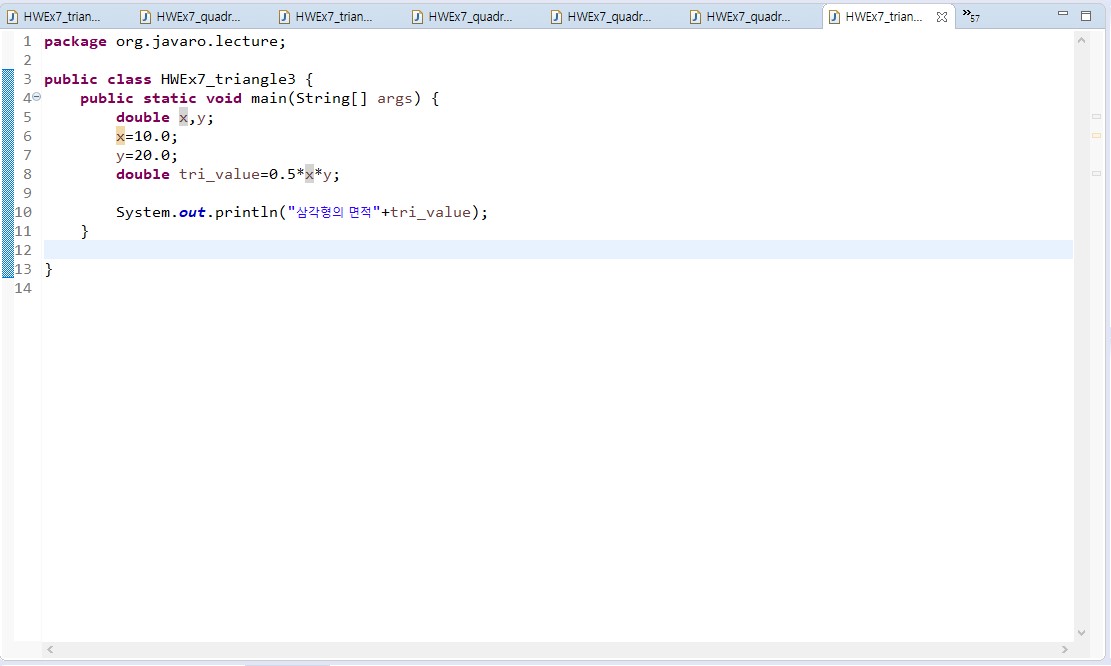 HWEx7_trian...
HWEx7_quadr...
HWEx7_trian...
HWEx7_quadr...
HWEx7_quadr...
HWEx7_quadr...
HWEx7_trian...
»57
1 package org.javaro.lecture;
2
3 public class HWEx7_triangle3 {
4 public static void main(String[] args) {
5 double x,y;
6 x=10.0;
7 y=20.0;
8 double tri_value=0.5*x*y;
9
10 System.out.println("삼각형의 면적"+tri_value);
11 }
12
13 }
14